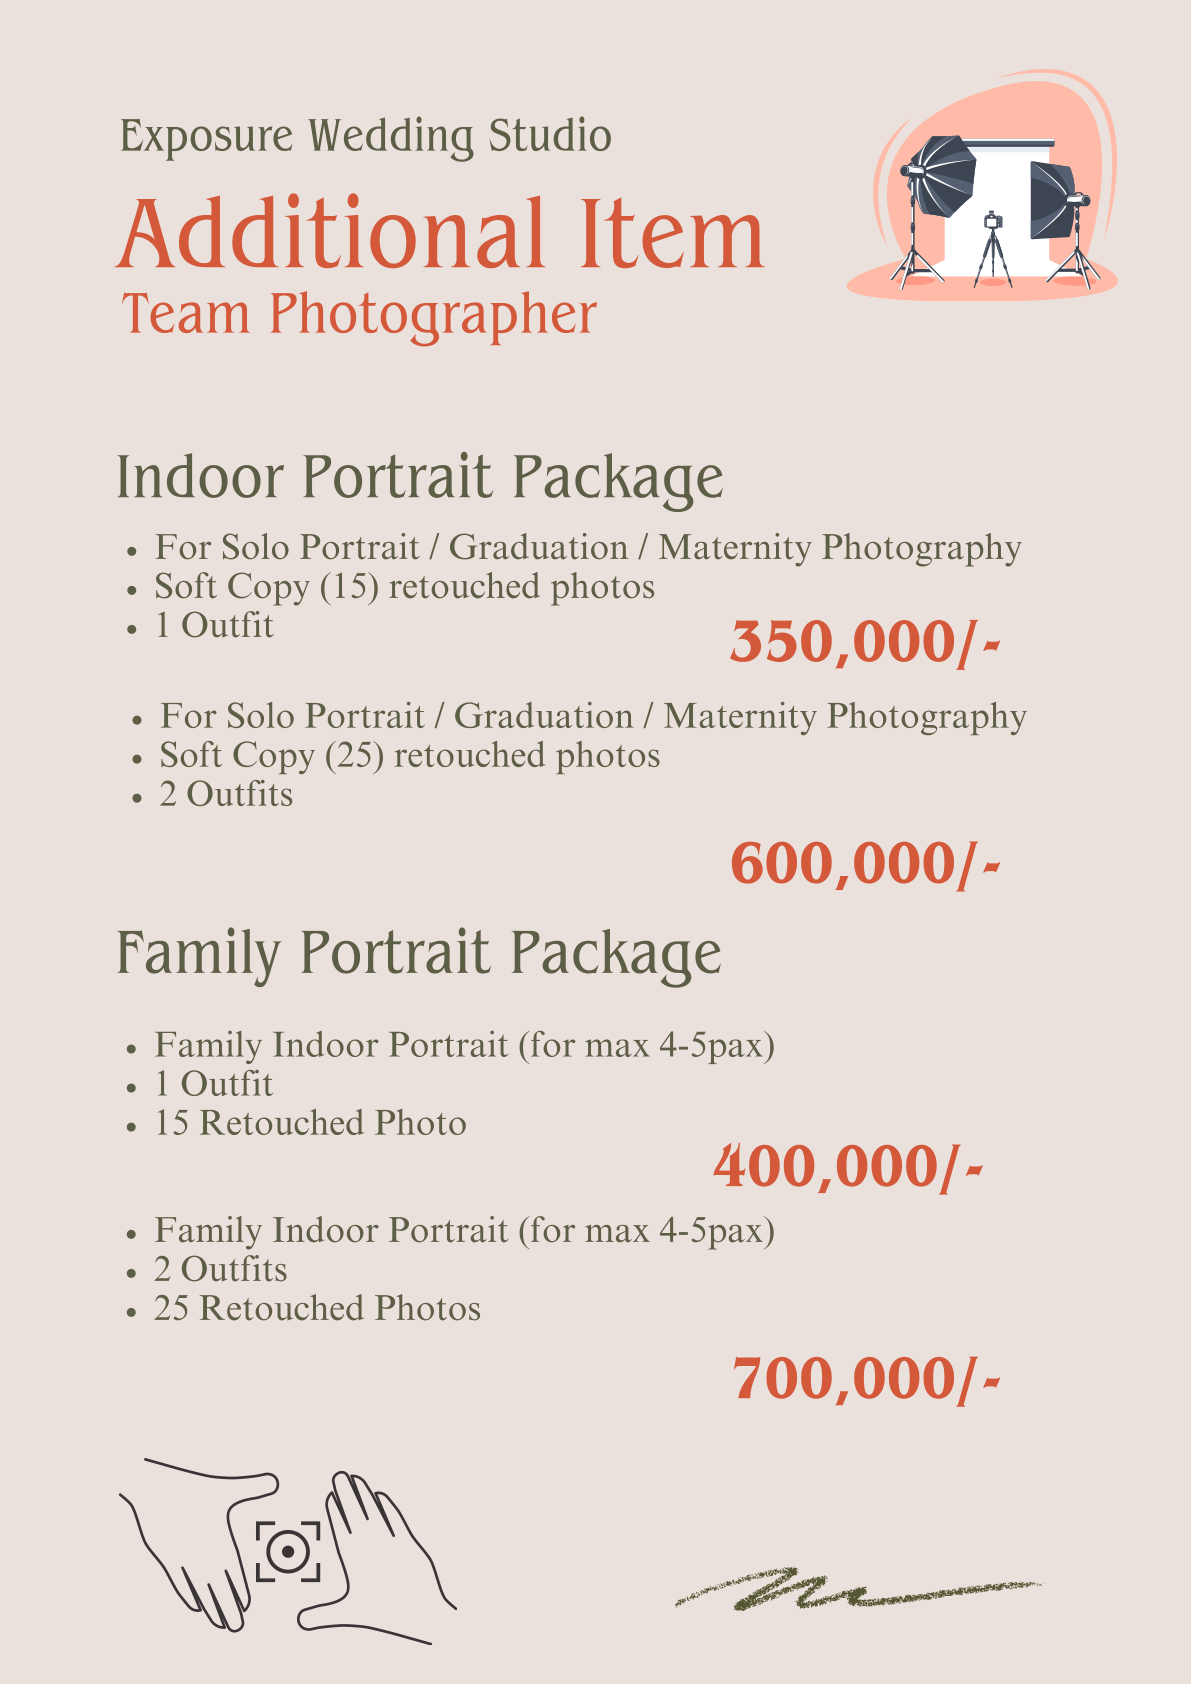 Exposure Wedding Studio
Additional Item
Team Photographer
Indoor Portrait Package
• For Solo Portrait / Graduation / Maternity Photography
• Soft Copy (15) retouched photos
• 1 Outfit
350,000/-
• For Solo Portrait / Graduation / Maternity Photography
• Soft Copy (25) retouched photos
• 2 Outfits
600,000/-
Family Portrait Package
• Family Indoor Portrait (for max 4-5pax)
• 1 Outfit
• 15 Retouched Photo
400,000/-
• Family Indoor Portrait (for max 4-5pax)
• 2 Outfits
• 25 Retouched Photos
700,000/-